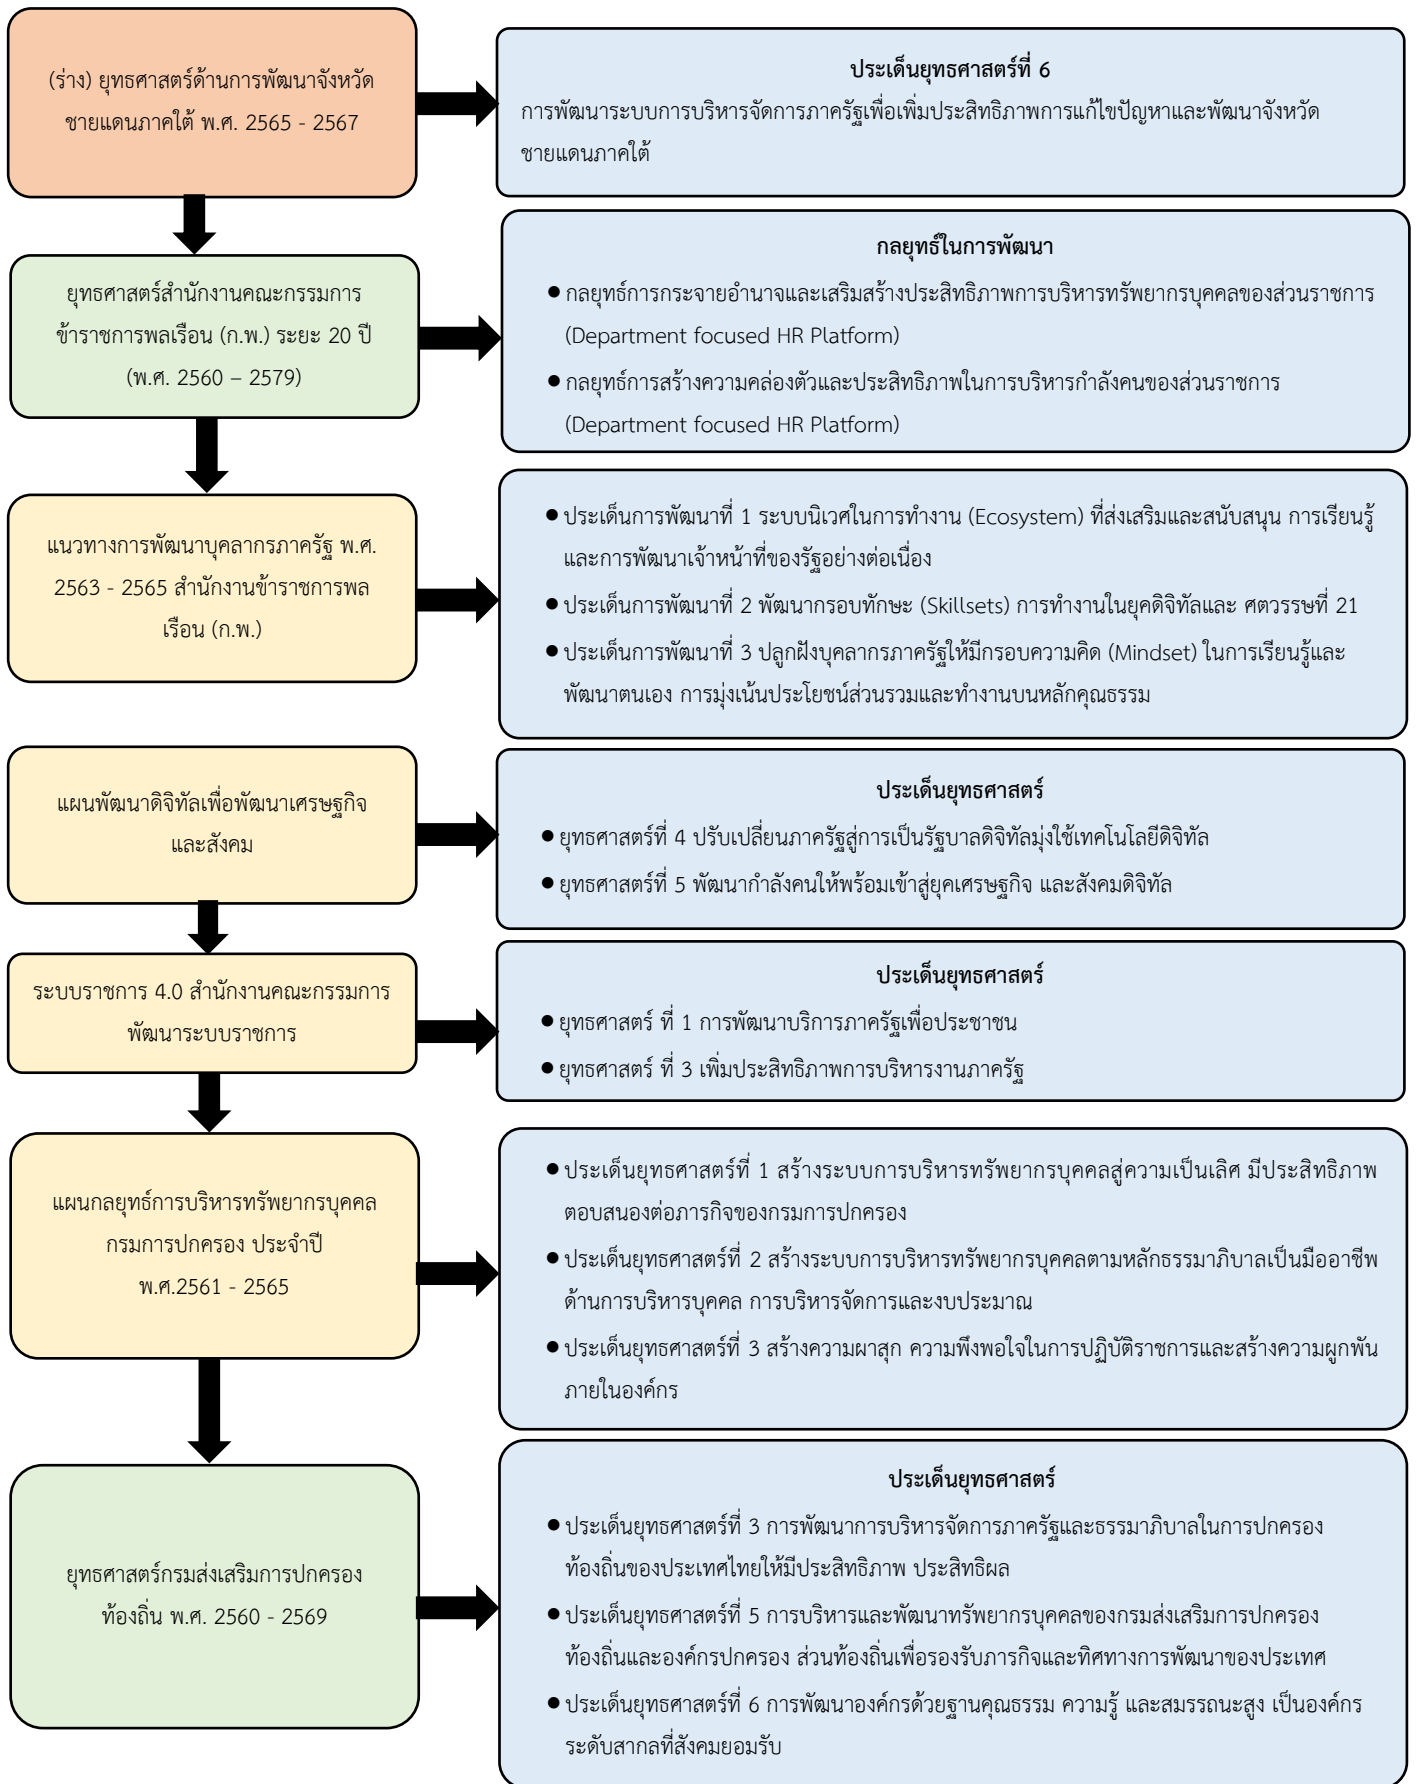 (ร่าง) ยุทธศาสตร์ด้านการพัฒนาจังหวัด
ชายแดนภาคใต้ พ.ศ. 2565 - 2567
ประเด็นยุทธศาสตร์ที่ 6
การพัฒนาระบบการบริหารจัดการภาครัฐเพื่อเพิ่มประสิทธิภาพการแก้ไขปัญหาและพัฒนาจังหวัด
ชายแดนภาคใต้
ยุทธศาสตร์สำนักงานคณะกรรมการ
ข้าราชการพลเรือน (ก.พ.) ระยะ 20 ปี
(พ.ศ. 2560 – 2579)
กลยุทธ์ในการพัฒนา
● กลยุทธ์การกระจายอำนาจและเสริมสร้างประสิทธิภาพการบริหารทรัพยากรบุคคลของส่วนราชการ
(Department focused HR Platform)
● กลยุทธ์การสร้างความคล่องตัวและประสิทธิภาพในการบริหารกำลังคนของส่วนราชการ
(Department focused HR Platform)
แนวทางการพัฒนาบุคลากรภาครัฐ พ.ศ.
2563 - 2565 สำนักงานข้าราชการพล
เรือน (ก.พ.)
● ประเด็นการพัฒนาที่ 1 ระบบนิเวศในการทำงาน (Ecosystem) ที่ส่งเสริมและสนับสนุน การเรียนรู้
และการพัฒนาเจ้าหน้าที่ของรัฐอย่างต่อเนื่อง
● ประเด็นการพัฒนาที่ 2 พัฒนากรอบทักษะ (Skillsets) การทำงานในยุคดิจิทัลและ ศตวรรษที่ 21
● ประเด็นการพัฒนาที่ 3 ปลูกฝังบุคลากรภาครัฐให้มีกรอบความคิด (Mindset) ในการเรียนรู้และ
พัฒนาตนเอง การมุ่งเน้นประโยชน์ส่วนรวมและทำงานบนหลักคุณธรรม
แผนพัฒนาดิจิทัลเพื่อพัฒนาเศรษฐกิจ
และสังคม
ประเด็นยุทธศาสตร์
● ยุทธศาสตร์ที่ 4 ปรับเปลี่ยนภาครัฐสู่การเป็นรัฐบาลดิจิทัลมุ่งใช้เทคโนโลยีดิจิทัล
● ยุทธศาสตร์ที่ 5 พัฒนากำลังคนให้พร้อมเข้าสู่ยุคเศรษฐกิจ และสังคมดิจิทัล
ระบบราชการ 4.0 สำนักงานคณะกรรมการ
พัฒนาระบบราชการ
ประเด็นยุทธศาสตร์
● ยุทธศาสตร์ ที่ 1 การพัฒนาบริการภาครัฐเพื่อประชาชน
● ยุทธศาสตร์ ที่ 3 เพิ่มประสิทธิภาพการบริหารงานภาครัฐ
แผนกลยุทธ์การบริหารทรัพยากรบุคคล
กรมการปกครอง ประจำปี
พ.ศ.2561 - 2565
● ประเด็นยุทธศาสตร์ที่ 1 สร้างระบบการบริหารทรัพยากรบุคคลสู่ความเป็นเลิศ มีประสิทธิภาพ
ตอบสนองต่อภารกิจของกรมการปกครอง
● ประเด็นยุทธศาสตร์ที่ 2 สร้างระบบการบริหารทรัพยากรบุคคลตามหลักธรรมาภิบาลเป็นมืออาชีพ
ด้านการบริหารบุคคล การบริหารจัดการและงบประมาณ
● ประเด็นยุทธศาสตร์ที่ 3 สร้างความผาสุก ความพึงพอใจในการปฏิบัติราชการและสร้างความผูกพัน
ภายในองค์กร
ยุทธศาสตร์กรมส่งเสริมการปกครอง
ท้องถิ่น พ.ศ. 2560 - 2569
ประเด็นยุทธศาสตร์
● ประเด็นยุทธศาสตร์ที่ 3 การพัฒนาการบริหารจัดการภาครัฐและธรรมาภิบาลในการปกครอง
ท้องถิ่นของประเทศไทยให้มีประสิทธิภาพ ประสิทธิผล
● ประเด็นยุทธศาสตร์ที่ 5 การบริหารและพัฒนาทรัพยากรบุคคลของกรมส่งเสริมการปกครอง
ท้องถิ่นและองค์กรปกครอง ส่วนท้องถิ่นเพื่อรองรับภารกิจและทิศทางการพัฒนาของประเทศ
● ประเด็นยุทธศาสตร์ที่ 6 การพัฒนาองค์กรด้วยฐานคุณธรรม ความรู้ และสมรรถนะสูง เป็นองค์กร
ระดับสากลที่สังคมยอมรับ